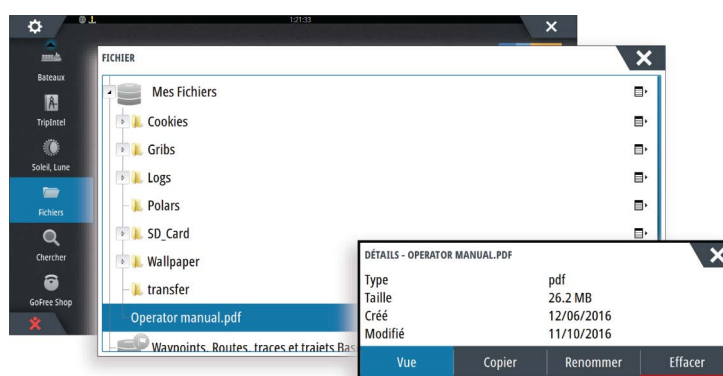 1:21:33
Bateaux
TripIntel
Soleil, Lune
Fichiers
Chercher
GoFree Shop
FICHIER
Mes Fichiers
Cookies
Gribs
Logs
Polars
SD_Card
Wallpaper
transfer
Operator manual.pdf
Waypoints, Routes, traces et trajets Bas
DÉTAILS - OPERATOR MANUAL.PDF
Type pdf
Taille 26.2 MB
Créé 12/06/2016
Modifié 11/10/2016
Vue Copier Renommer Effacer